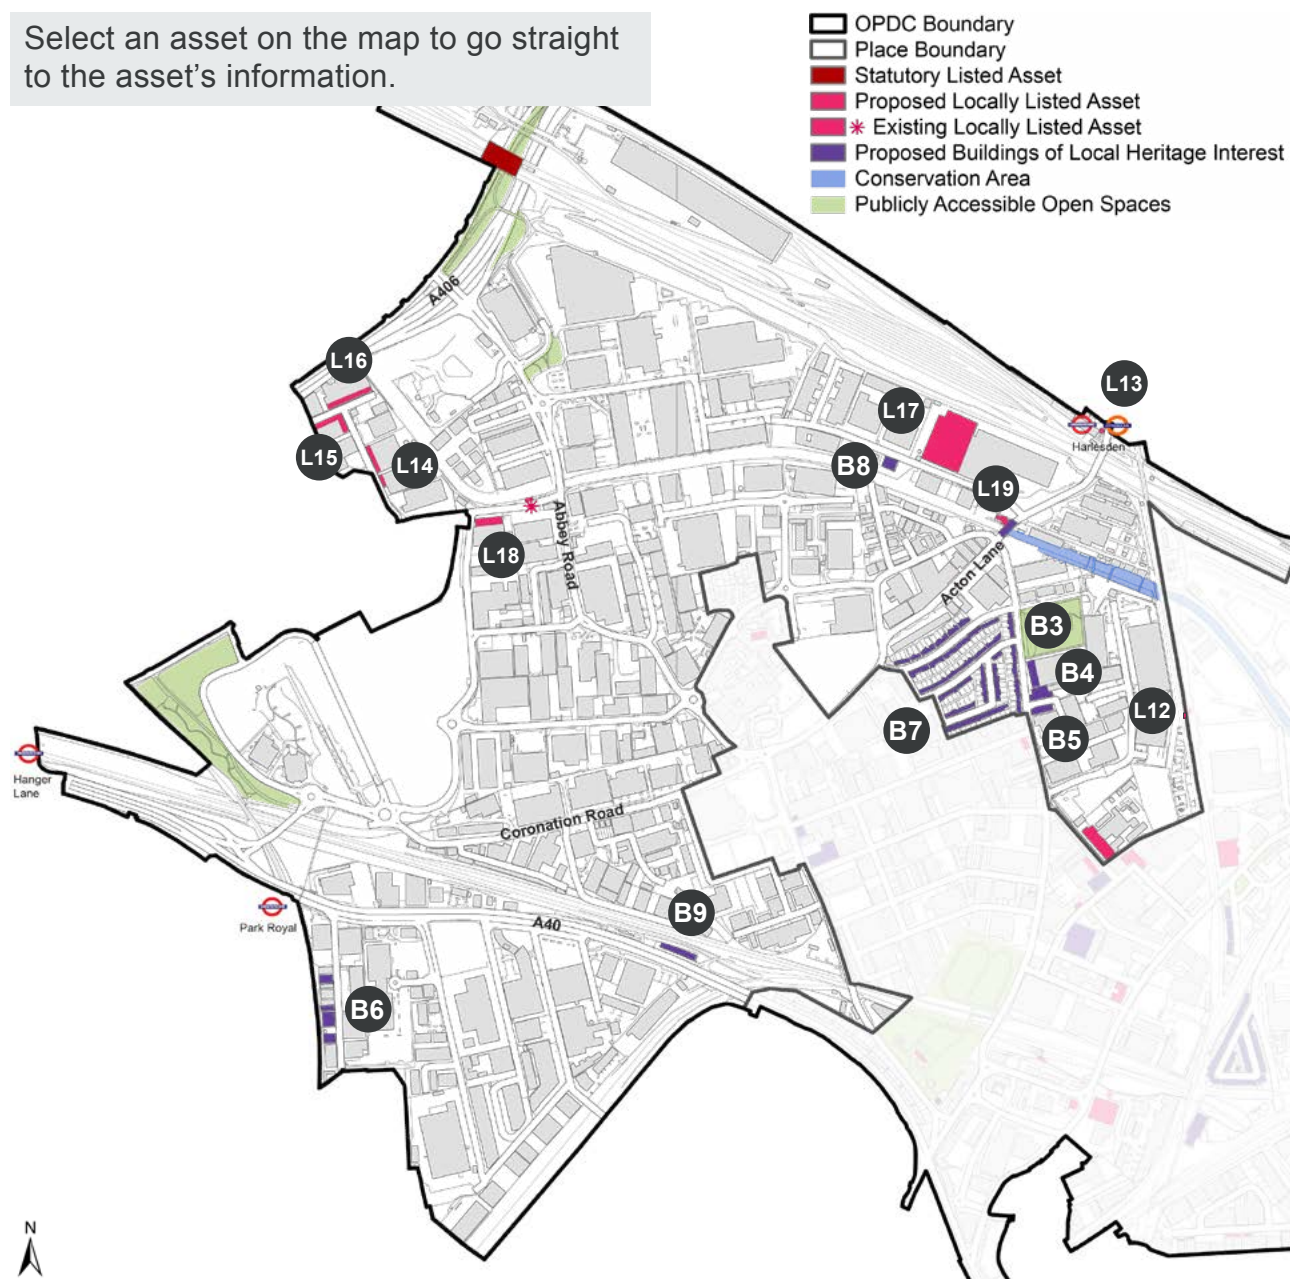 Select an asset on the map to go straight
to the asset's information.
OPDC Boundary
Place Boundary
Statutory Listed Asset
Proposed Locally Listed Asset
Existing Locally Listed Asset
Proposed Buildings of Local Heritage Interest
Conservation Area
Publicly Accessible Open Spaces
A406
L16
L13
L17
Harlesden
L15
L14
B8
L19
Abbey Road
L18
Acton Lane
B3
B4
L12
B7
B5
Hanger
Lane
Coronation Road
Park Royal
B9
A40
B6
N